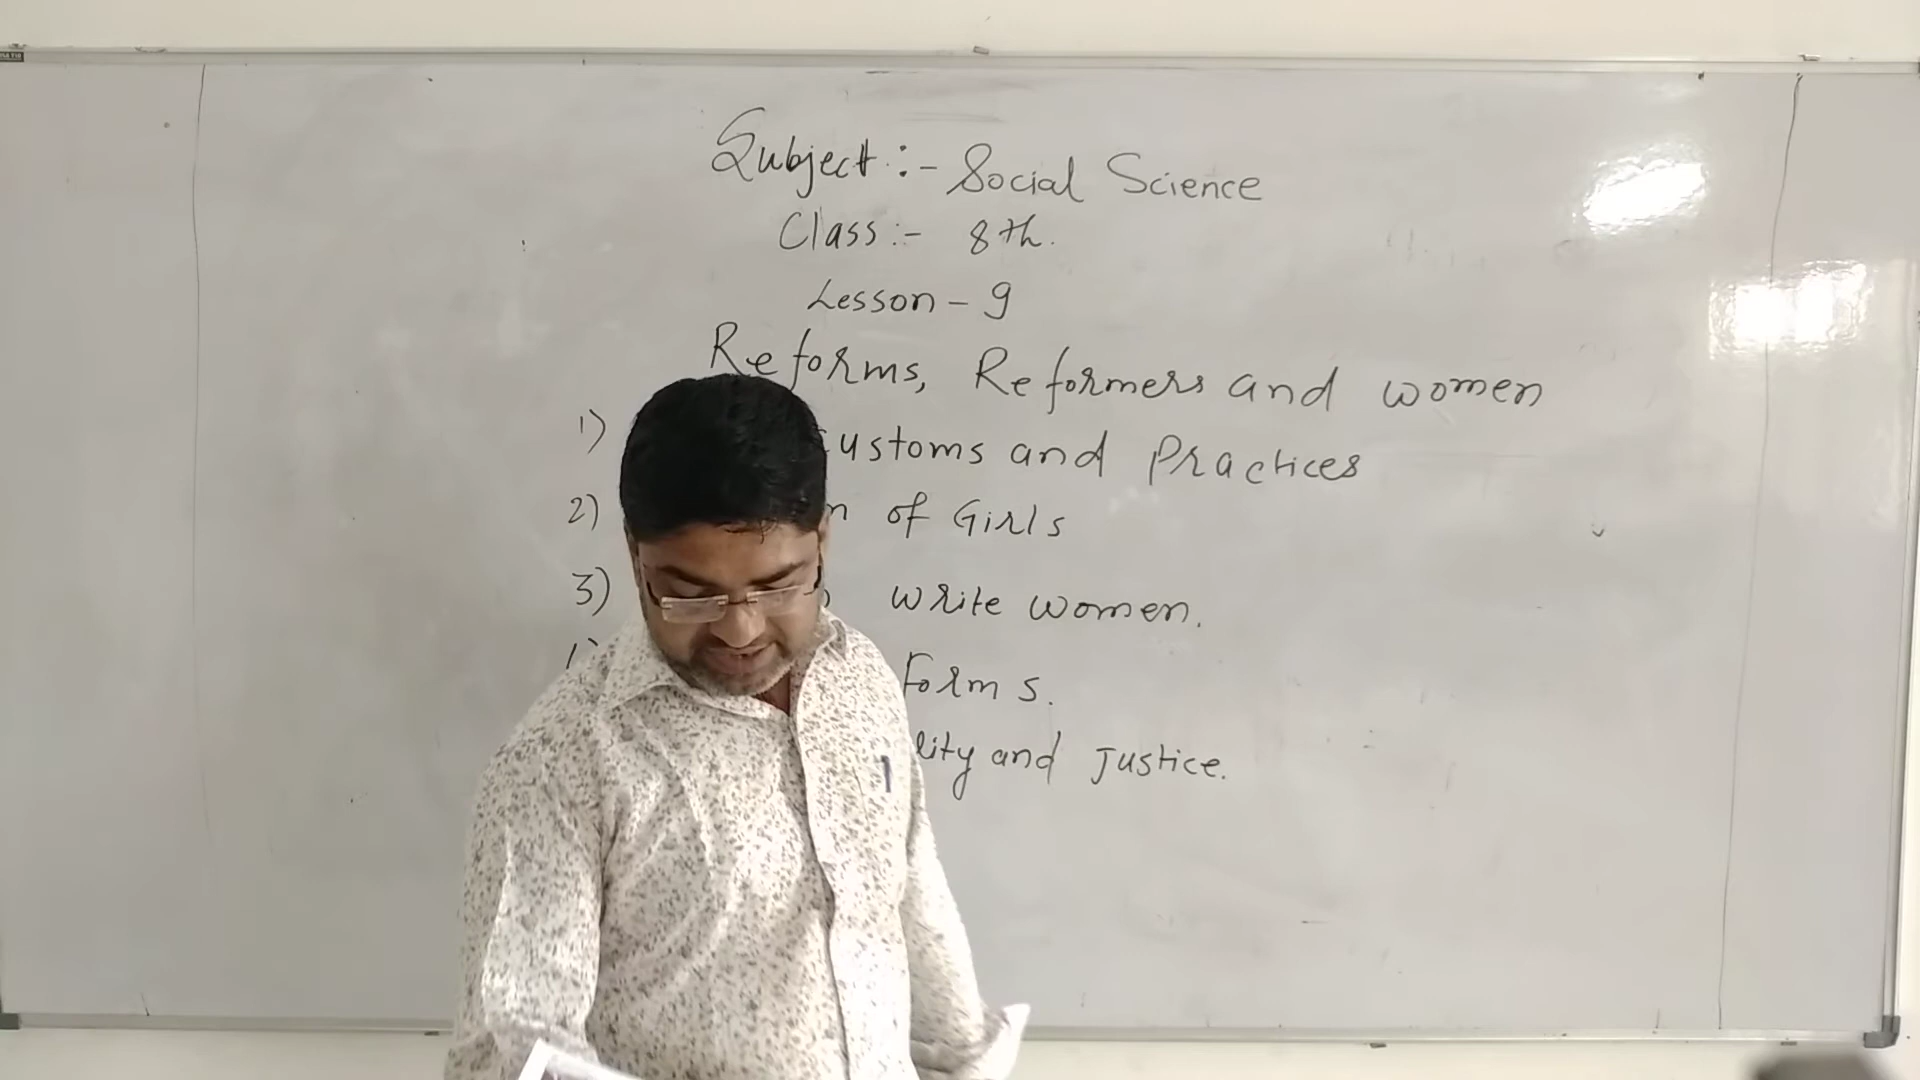 Subject :- Social Science
Class :- 8th.
Lesson - 9
Reforms, Reformers and women
1) customs and Practices
2) of Girls
3) write women.
Forms.
and Justice.